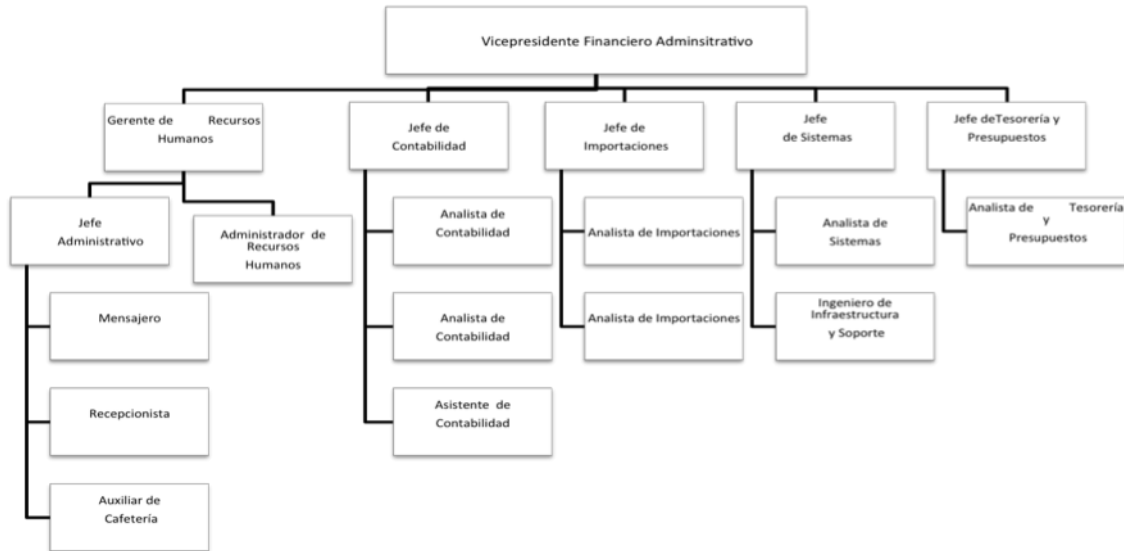 Vicepresidente Financiero Adminsitrativo
Gerente de Recursos
Humanos
Jefe de
Contabilidad
Jefe de
Importaciones
Jefe
de Sistemas
Jefe deTesorería y
Presupuestos
Jefe
Administrativo
Administrador de
Recursos
Humanos
Analista de
Contabilidad
Analista de Importaciones
Analista de
Sistemas
Analista de Tesorería
y
Presupuestos
Mensajero
Analista de
Contabilidad
Analista de Importaciones
Ingeniero de
Infraestructura
y Soporte
Recepcionista
Asistente de
Contabilidad
Auxiliar de
Cafetería